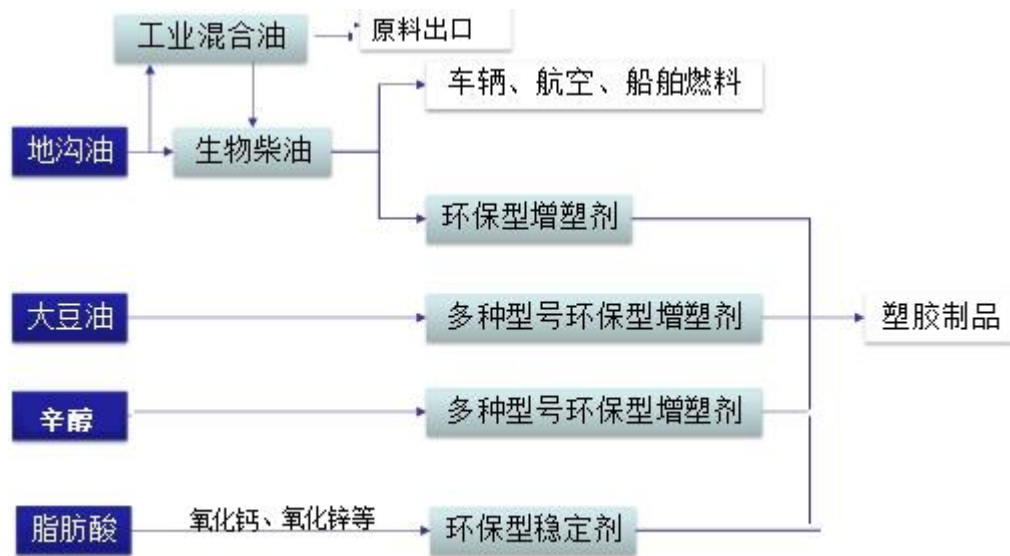 工业混合油
原料出口
车辆、航空、船舶燃料
地沟油
生物柴油
环保型增塑剂
大豆油
多种型号环保型增塑剂
塑胶制品
辛醇
多种型号环保型增塑剂
脂肪酸
氧化钙、氧化锌等
环保型稳定剂